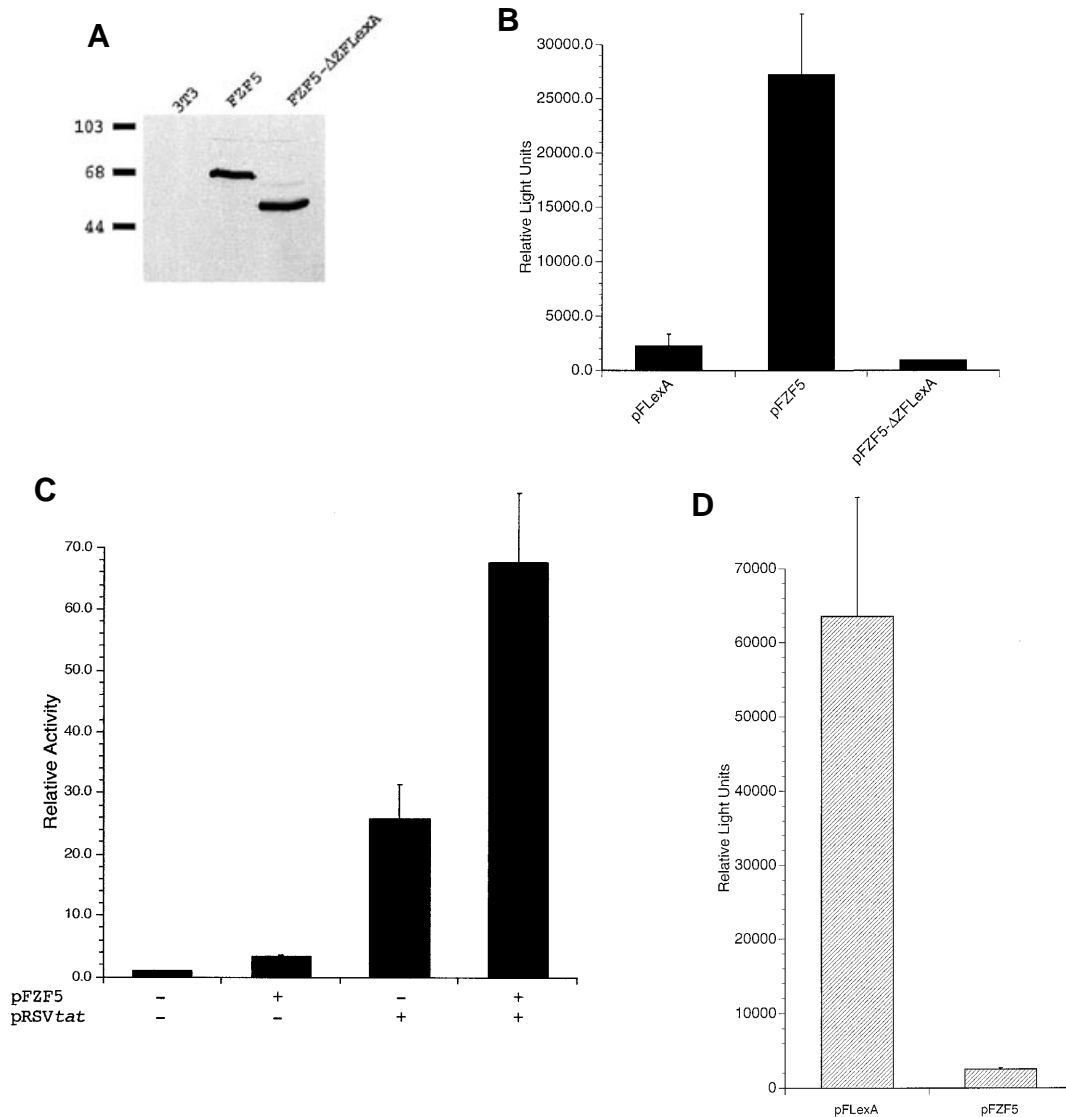 A
3T3
FZF5
FZF5-ΔZFLexA
103
68
44
B
Relative Light Units
30000.0
25000.0
20000.0
15000.0
10000.0
5000.0
0.0
pFLexA
pFZF5
pFZF5-ΔZFLexA
C
Relative Activity
70.0
60.0
50.0
40.0
30.0
20.0
10.0
0.0
pFZF5 – + – +
pRSVtat – – + +
D
Relative Light Units
70000
60000
50000
40000
30000
20000
10000
0
pFLexA
pFZF5